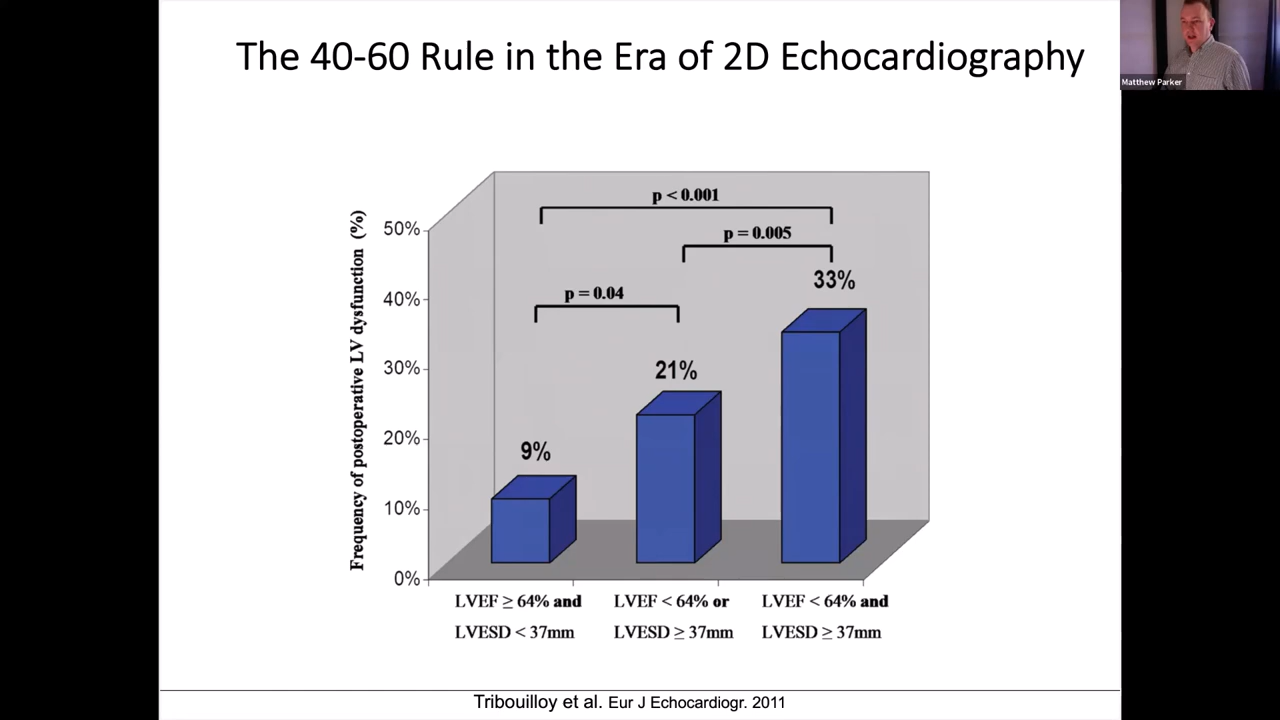 The 40-60 Rule in the Era of 2D Echocardiography
Matthew Parker
Frequency of postoperative LV dysfunction (%)
50%
40%
30%
20%
10%
0%
p < 0.001
p = 0.005
p = 0.04
9%
21%
33%
LVEF ≥ 64% and
LVESD < 37mm
LVEF < 64% or
LVESD ≥ 37mm
LVEF < 64% and
LVESD ≥ 37mm
Tribouilloy et al. Eur J Echocardiogr. 2011